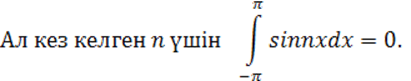 Ал кез келген n үшін ∫_{-π}^{π} sinnxdx = 0.